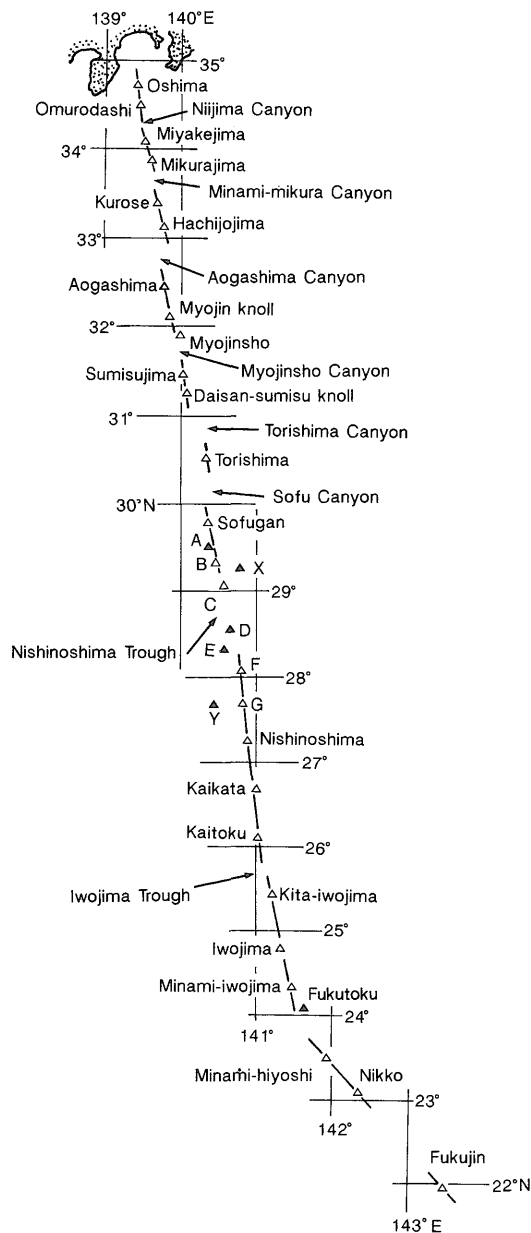 139° 140°E
35°
Oshima
Omurodashi
Niijima Canyon
Miyakejima
34°
Mikurajima
Minami-mikura Canyon
Kurose
Hachijojima
33°
Aogashima Canyon
Aogashima
Myojin knoll
32°
Myojinsho
Myojinsho Canyon
Sumisujima
Daisan-sumisu knoll
31°
Torishima Canyon
Torishima
Sofu Canyon
30°N
Sofugan
A
B
X
29°
C
D
Nishinoshima Trough
E
F
28°
G
Y
Nishinoshima
27°
Kaikata
Kaitoku
26°
Iwojima Trough
Kita-iwojima
25°
Iwojima
Minami-iwojima
Fukutoku
24°
141°
Minami-hiyoshi
Nikko
23°
142°
Fukujin
22°N
143°E